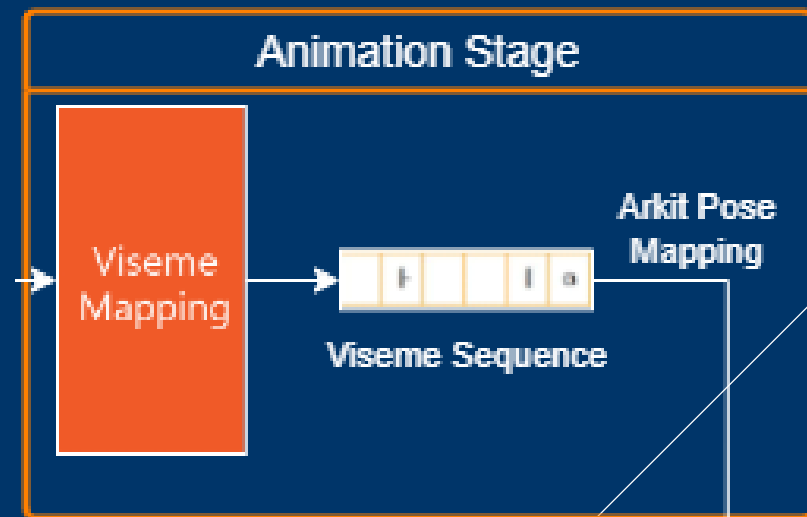 Animation Stage
Viseme
Mapping
Arkit Pose
Mapping
Viseme Sequence